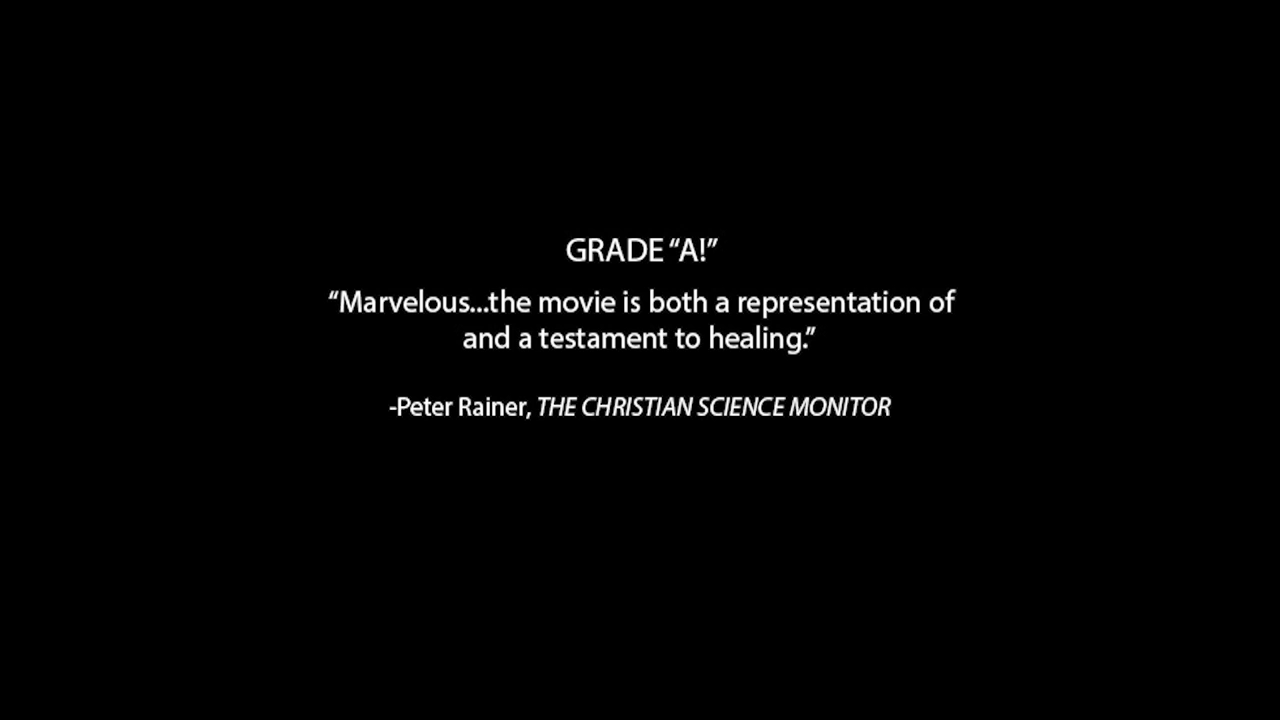 GRADE “A!”
“Marvelous...the movie is both a representation of
and a testament to healing.”
-Peter Rainer, THE CHRISTIAN SCIENCE MONITOR